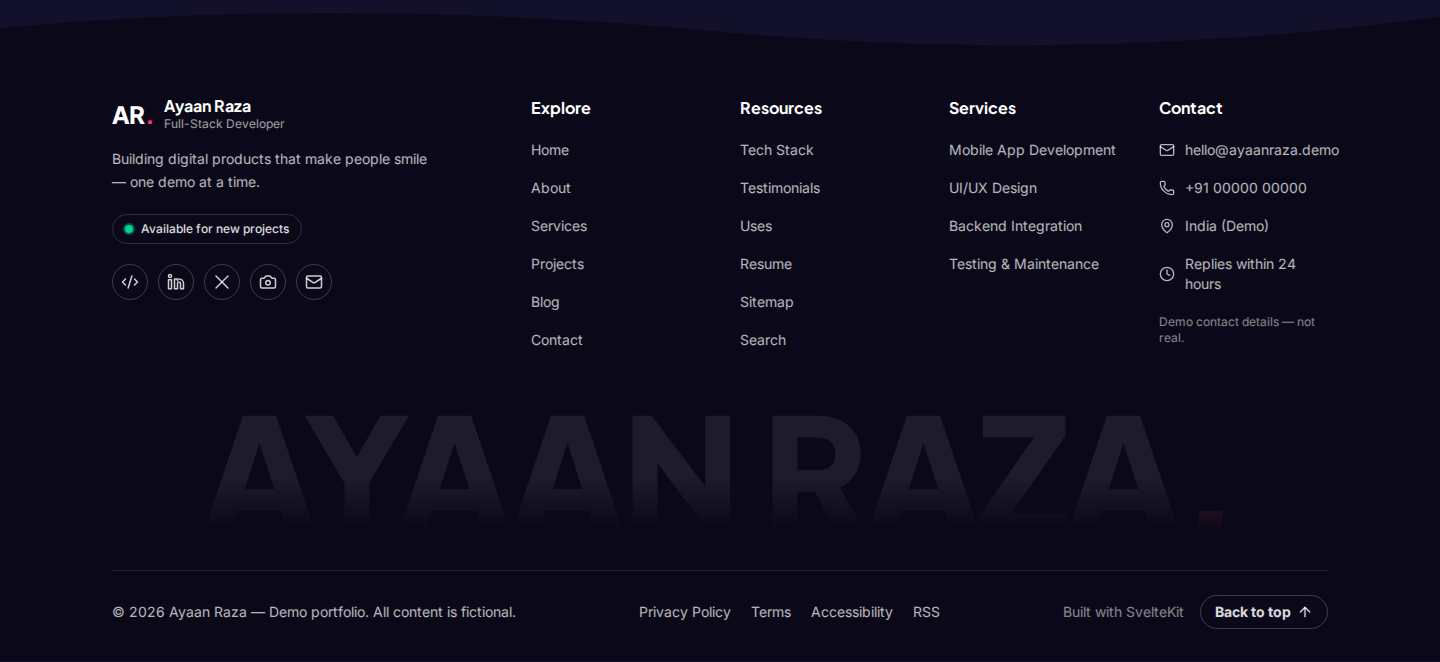 AR.
Ayaan Raza
Full-Stack Developer
Building digital products that make people smile
— one demo at a time.
Available for new projects
Explore
Home
About
Services
Projects
Blog
Contact
Resources
Tech Stack
Testimonials
Uses
Resume
Sitemap
Search
Services
Mobile App Development
UI/UX Design
Backend Integration
Testing & Maintenance
Contact
hello@ayaanraza.demo
+91 00000 00000
India (Demo)
Replies within 24
hours
Demo contact details — not
real.
AYAAN RAZA.
© 2026 Ayaan Raza — Demo portfolio. All content is fictional.
Privacy Policy Terms Accessibility RSS
Built with SvelteKit
Back to top